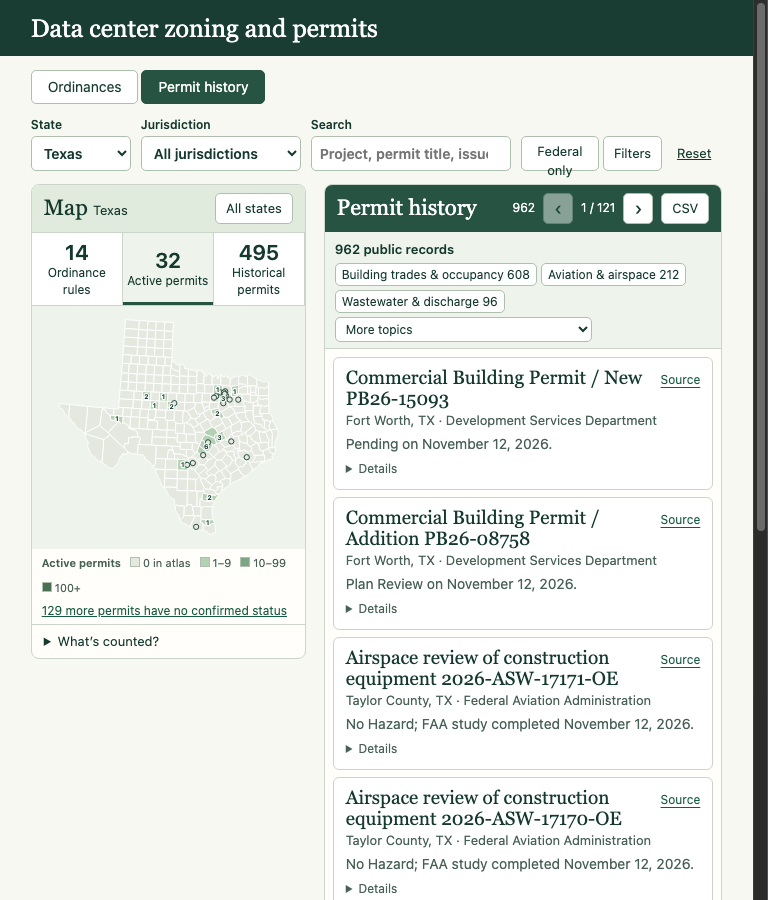 Data center zoning and permits
Ordinances
Permit history
State
Jurisdiction
Search
Texas
All jurisdictions
Project, permit title, issue
Federal
only
Filters
Reset
Map Texas
All states
14
Ordinance
rules
32
Active permits
495
Historical
permits
Active permits
0 in atlas
1–9
10–99
100+
129 more permits have no confirmed status
What's counted?
Permit history
962
‹
1 / 121
›
CSV
962 public records
Building trades & occupancy 608
Aviation & airspace 212
Wastewater & discharge 96
More topics
Commercial Building Permit / New
PB26-15093
Source
Fort Worth, TX · Development Services Department
Pending on November 12, 2026.
Details
Commercial Building Permit /
Addition PB26-08758
Source
Fort Worth, TX · Development Services Department
Plan Review on November 12, 2026.
Details
Airspace review of construction
equipment 2026-ASW-17171-OE
Source
Taylor County, TX · Federal Aviation Administration
No Hazard; FAA study completed November 12, 2026.
Details
Airspace review of construction
equipment 2026-ASW-17170-OE
Source
Taylor County, TX · Federal Aviation Administration
No Hazard; FAA study completed November 12, 2026.
Details